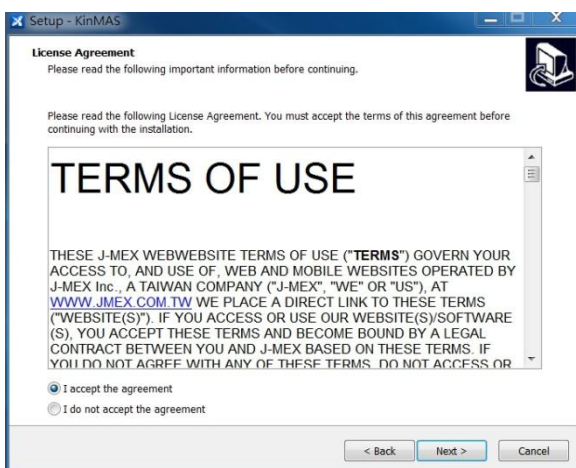 Setup - KinMAS
License Agreement
Please read the following important information before continuing.
Please read the following License Agreement. You must accept the terms of this agreement before
continuing with the installation.
TERMS OF USE
THESE J-MEX WEBWEBSITE TERMS OF USE ("TERMS") GOVERN YOUR
ACCESS TO, AND USE OF, WEB AND MOBILE WEBSITES OPERATED BY
J-MEX Inc., A TAIWAN COMPANY ("J-MEX", "WE" OR "US"), AT
WWW.JMEX.COM.TW WE PLACE A DIRECT LINK TO THESE TERMS
("WEBSITE(S)"). IF YOU ACCESS OR USE OUR WEBSITE(S)/SOFTWARE
(S), YOU ACCEPT THESE TERMS AND BECOME BOUND BY A LEGAL
CONTRACT BETWEEN YOU AND J-MEX BASED ON THESE TERMS. IF
YOU DO NOT AGREE WITH ANY OF THESE TERMS, DO NOT ACCESS OR
I accept the agreement
I do not accept the agreement
< Back
Next >
Cancel